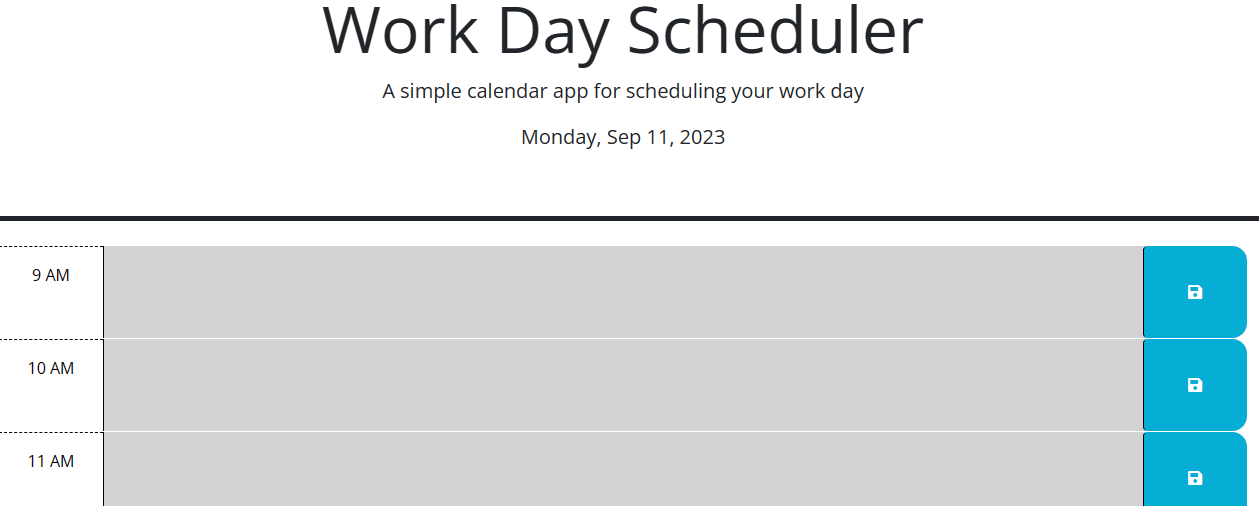 Work Day Scheduler
A simple calendar app for scheduling your work day
Monday, Sep 11, 2023
9 AM
10 AM
11 AM